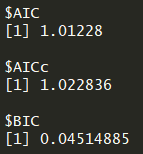 $AIC
[1] 1.01228
$AICc
[1] 1.022836
$BIC
[1] 0.04514885